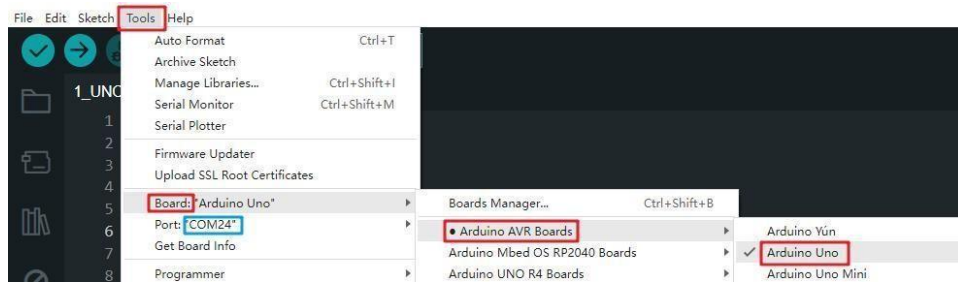 File Edit Sketch Tools Help
Auto Format Ctrl+T
Archive Sketch
1_UNO
Manage Libraries... Ctrl+Shift+I
1
Serial Monitor Ctrl+Shift+M
2
Serial Plotter
3
Firmware Updater
4
Upload SSL Root Certificates
5
Board: "Arduino Uno"
Boards Manager... Ctrl+Shift+B
6
Port: "COM24"
• Arduino AVR Boards
Arduino Yún
7
Get Board Info
Arduino Mbed OS RP2040 Boards
✓ Arduino Uno
8
Programmer
Arduino UNO R4 Boards
Arduino Uno Mini